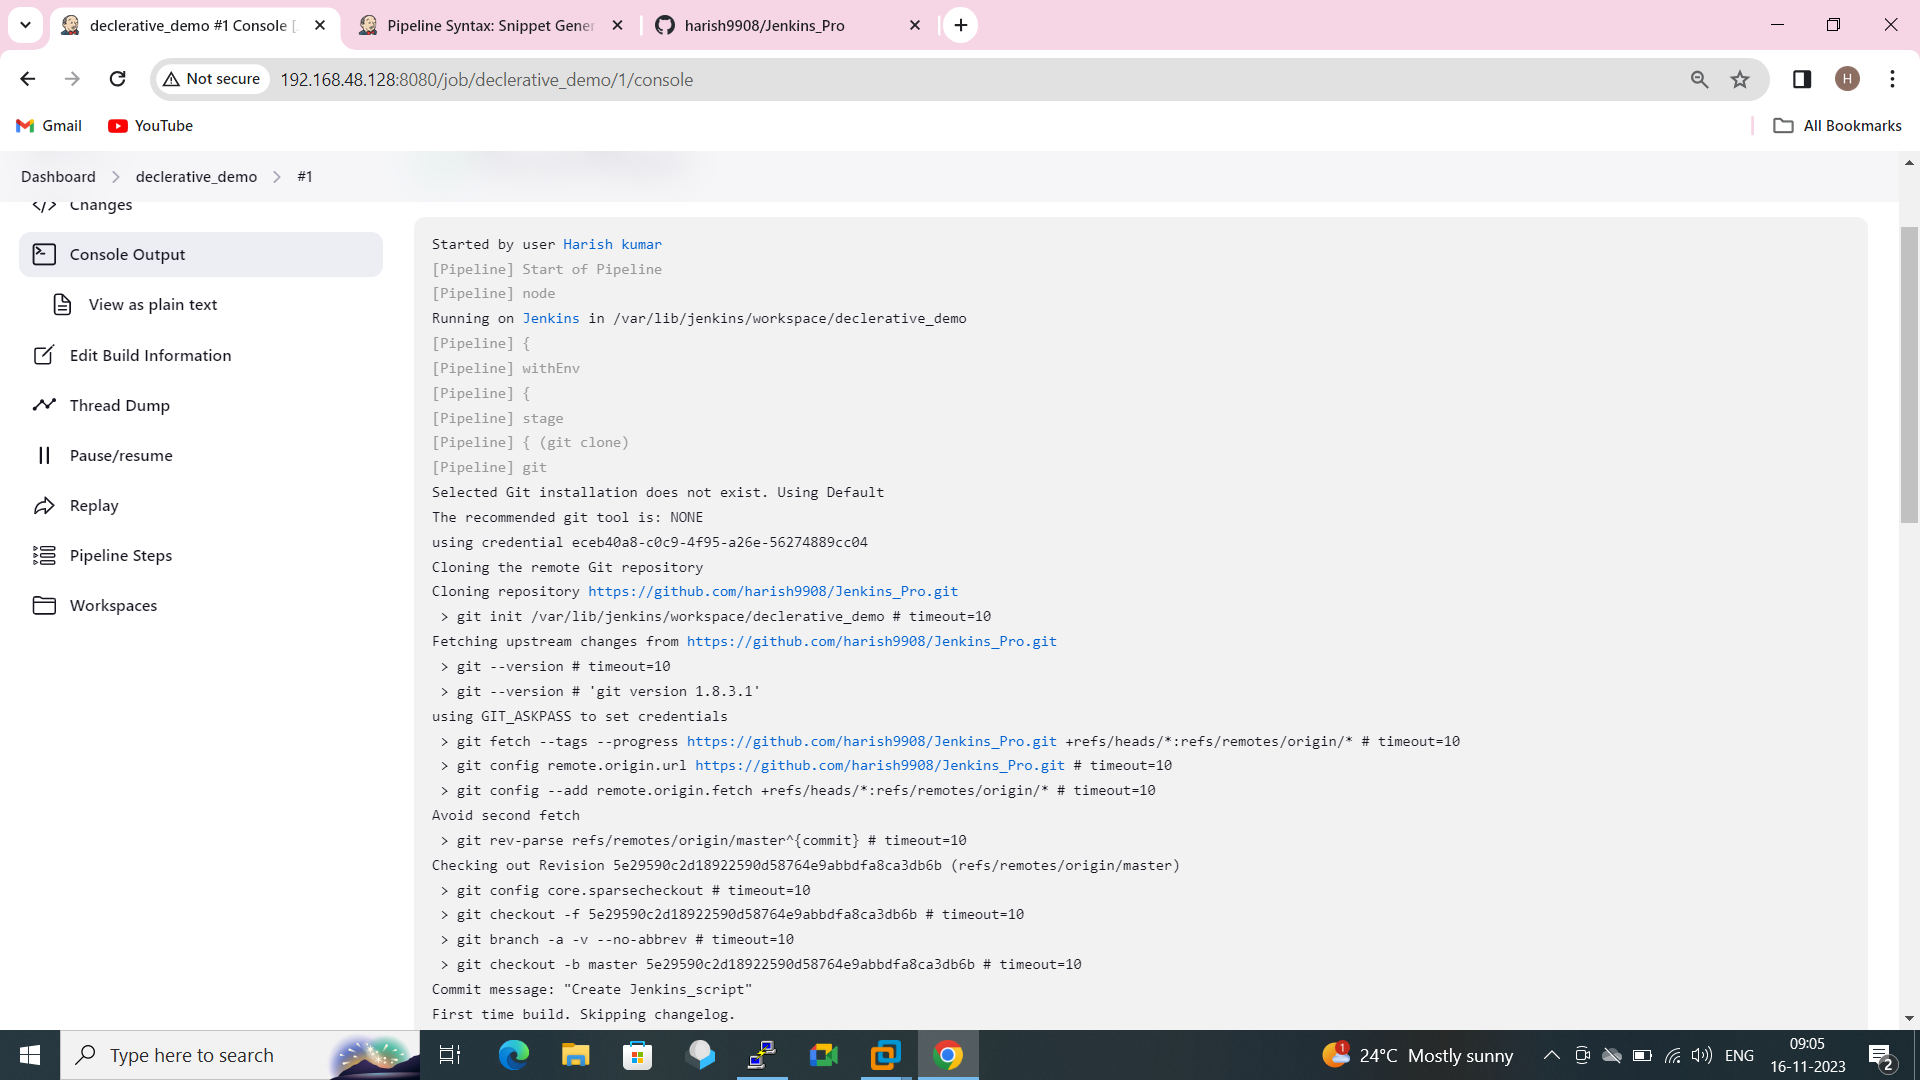 declerative_demo #1 Console [
Pipeline Syntax: Snippet Gener
harish9908/Jenkins_Pro
Not secure
192.168.48.128:8080/job/declerative_demo/1/console
H
Gmail
YouTube
All Bookmarks
Dashboard
declerative_demo
#1
Changes
Console Output
View as plain text
Edit Build Information
Thread Dump
Pause/resume
Replay
Pipeline Steps
Workspaces
Started by user Harish kumar
[Pipeline] Start of Pipeline
[Pipeline] node
Running on Jenkins in /var/lib/jenkins/workspace/declerative_demo
[Pipeline] {
[Pipeline] withEnv
[Pipeline] {
[Pipeline] stage
[Pipeline] { (git clone)
[Pipeline] git
Selected Git installation does not exist. Using Default
The recommended git tool is: NONE
using credential eceb40a8-c0c9-4f95-a26e-56274889cc04
Cloning the remote Git repository
Cloning repository https://github.com/harish9908/Jenkins_Pro.git
> git init /var/lib/jenkins/workspace/declerative_demo # timeout=10
Fetching upstream changes from https://github.com/harish9908/Jenkins_Pro.git
> git --version # timeout=10
> git --version # 'git version 1.8.3.1'
using GIT_ASKPASS to set credentials
> git fetch --tags --progress https://github.com/harish9908/Jenkins_Pro.git +refs/heads/*:refs/remotes/origin/* # timeout=10
> git config remote.origin.url https://github.com/harish9908/Jenkins_Pro.git # timeout=10
> git config --add remote.origin.fetch +refs/heads/*:refs/remotes/origin/* # timeout=10
Avoid second fetch
> git rev-parse refs/remotes/origin/master^{commit} # timeout=10
Checking out Revision 5e29590c2d18922590d58764e9abbdfa8ca3db6b (refs/remotes/origin/master)
> git config core.sparsecheckout # timeout=10
> git checkout -f 5e29590c2d18922590d58764e9abbdfa8ca3db6b # timeout=10
> git branch -a -v --no-abbrev # timeout=10
> git checkout -b master 5e29590c2d18922590d58764e9abbdfa8ca3db6b # timeout=10
Commit message: "Create Jenkins_script"
First time build. Skipping changelog.
Type here to search
1
24°C Mostly sunny
ENG
09:05
16-11-2023
2